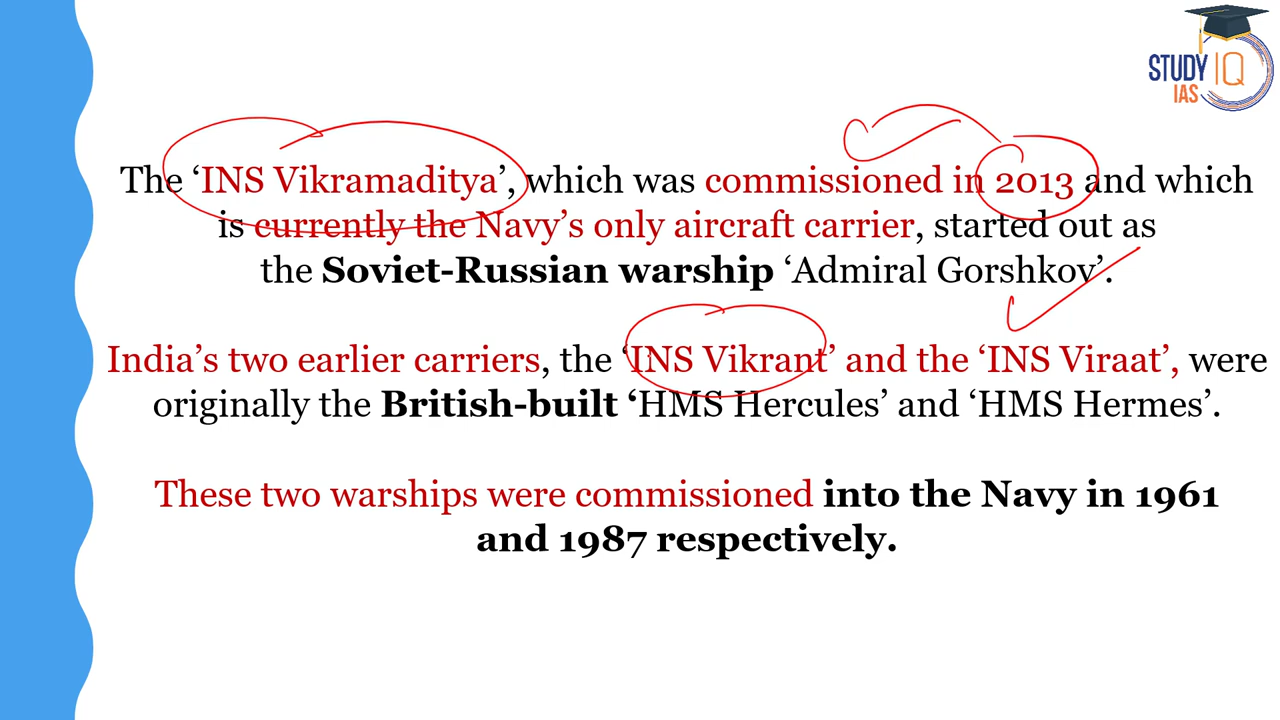 STUDY IQ
IAS
The ‘INS Vikramaditya’, which was commissioned in 2013 and which
is currently the Navy’s only aircraft carrier, started out as
the Soviet-Russian warship ‘Admiral Gorshkov’.
India’s two earlier carriers, the ‘INS Vikrant’ and the ‘INS Viraat’, were
originally the British-built ‘HMS Hercules’ and ‘HMS Hermes’.
These two warships were commissioned into the Navy in 1961
and 1987 respectively.